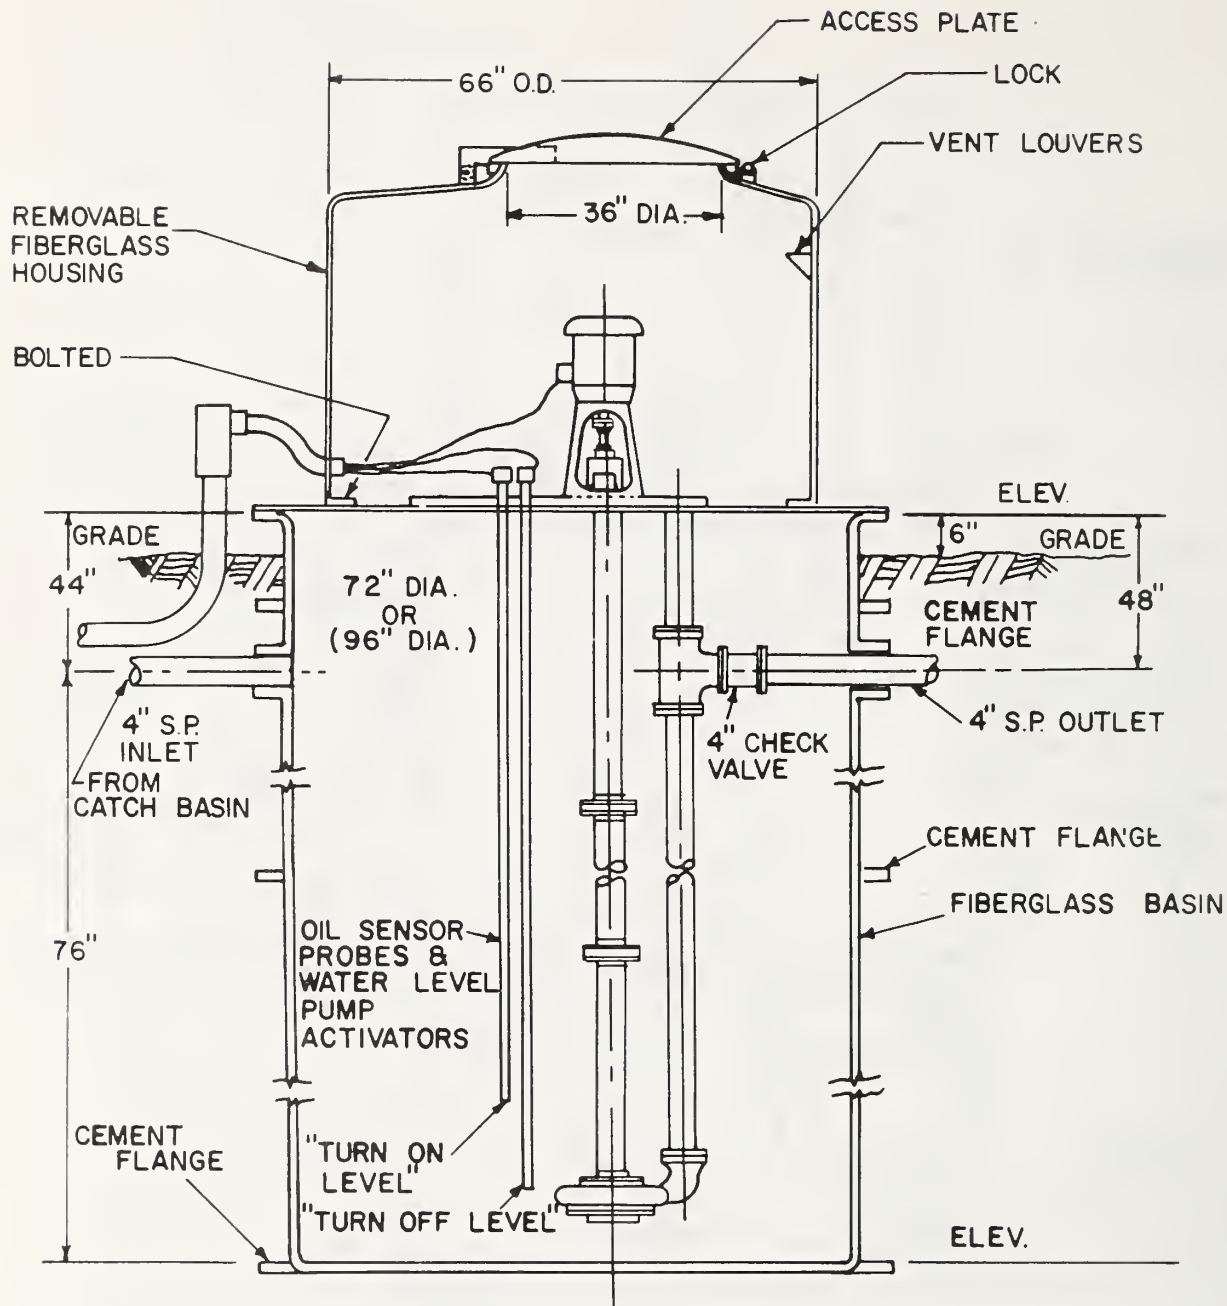 ACCESS PLATE
66" O.D.
LOCK
VENT LOUVERS
36" DIA.
REMOVABLE
FIBERGLASS
HOUSING
BOLTED
ELEV.
GRADE
6"
GRADE
44"
72" DIA.
OR
(96" DIA.)
CEMENT
FLANGE
48"
4" S.P.
INLET
FROM
CATCH BASIN
4" CHECK
VALVE
4" S.P. OUTLET
CEMENT FLANGE
FIBERGLASS BASIN
76"
OIL SENSOR
PROBES &
WATER LEVEL
PUMP
ACTIVATORS
CEMENT
FLANGE
"TURN ON
LEVEL"
"TURN OFF LEVEL"
ELEV.